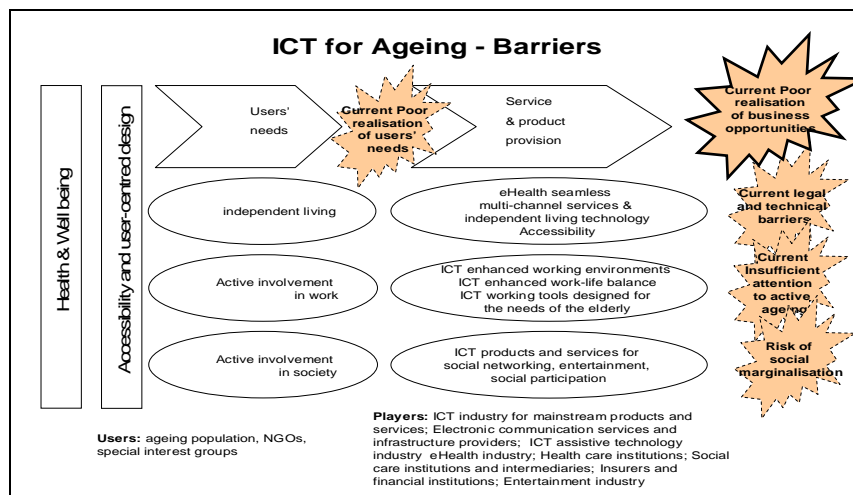 ICT for Ageing - Barriers
Health & Well being
Accessibility and user-centred design
Users'
needs
Current Poor
realisation
of users'
needs
Service
& product
provision
Current Poor
realisation
of business
opportunities
independent living
eHealth seamless
multi-channel services &
independent living technology
Accessibility
Current legal
and technical
barriers
Active involvement
in work
ICT enhanced working environments
ICT enhanced work-life balance
ICT working tools designed for
the needs of the elderly
Current
Insufficient
attention
to active
ageing
Active involvement
in society
ICT products and services for
social networking, entertainment,
social participation
Risk of
social
marginalisation
Users: ageing population, NGOs,
special interest groups
Players: ICT industry for mainstream products and
services; Electronic communication services and
infrastructure providers; ICT assistive technology
industry eHealth industry; Health care institutions; Social
care institutions and intermediaries; Insurers and
financial institutions; Entertainment industry